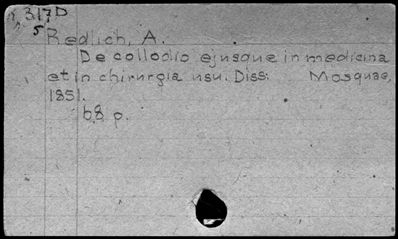 317D
5
Redlich, A.
De collodio ejusque in medicina
et in chirurgia usu. Diss. Mosquae,
1851.
68 p.